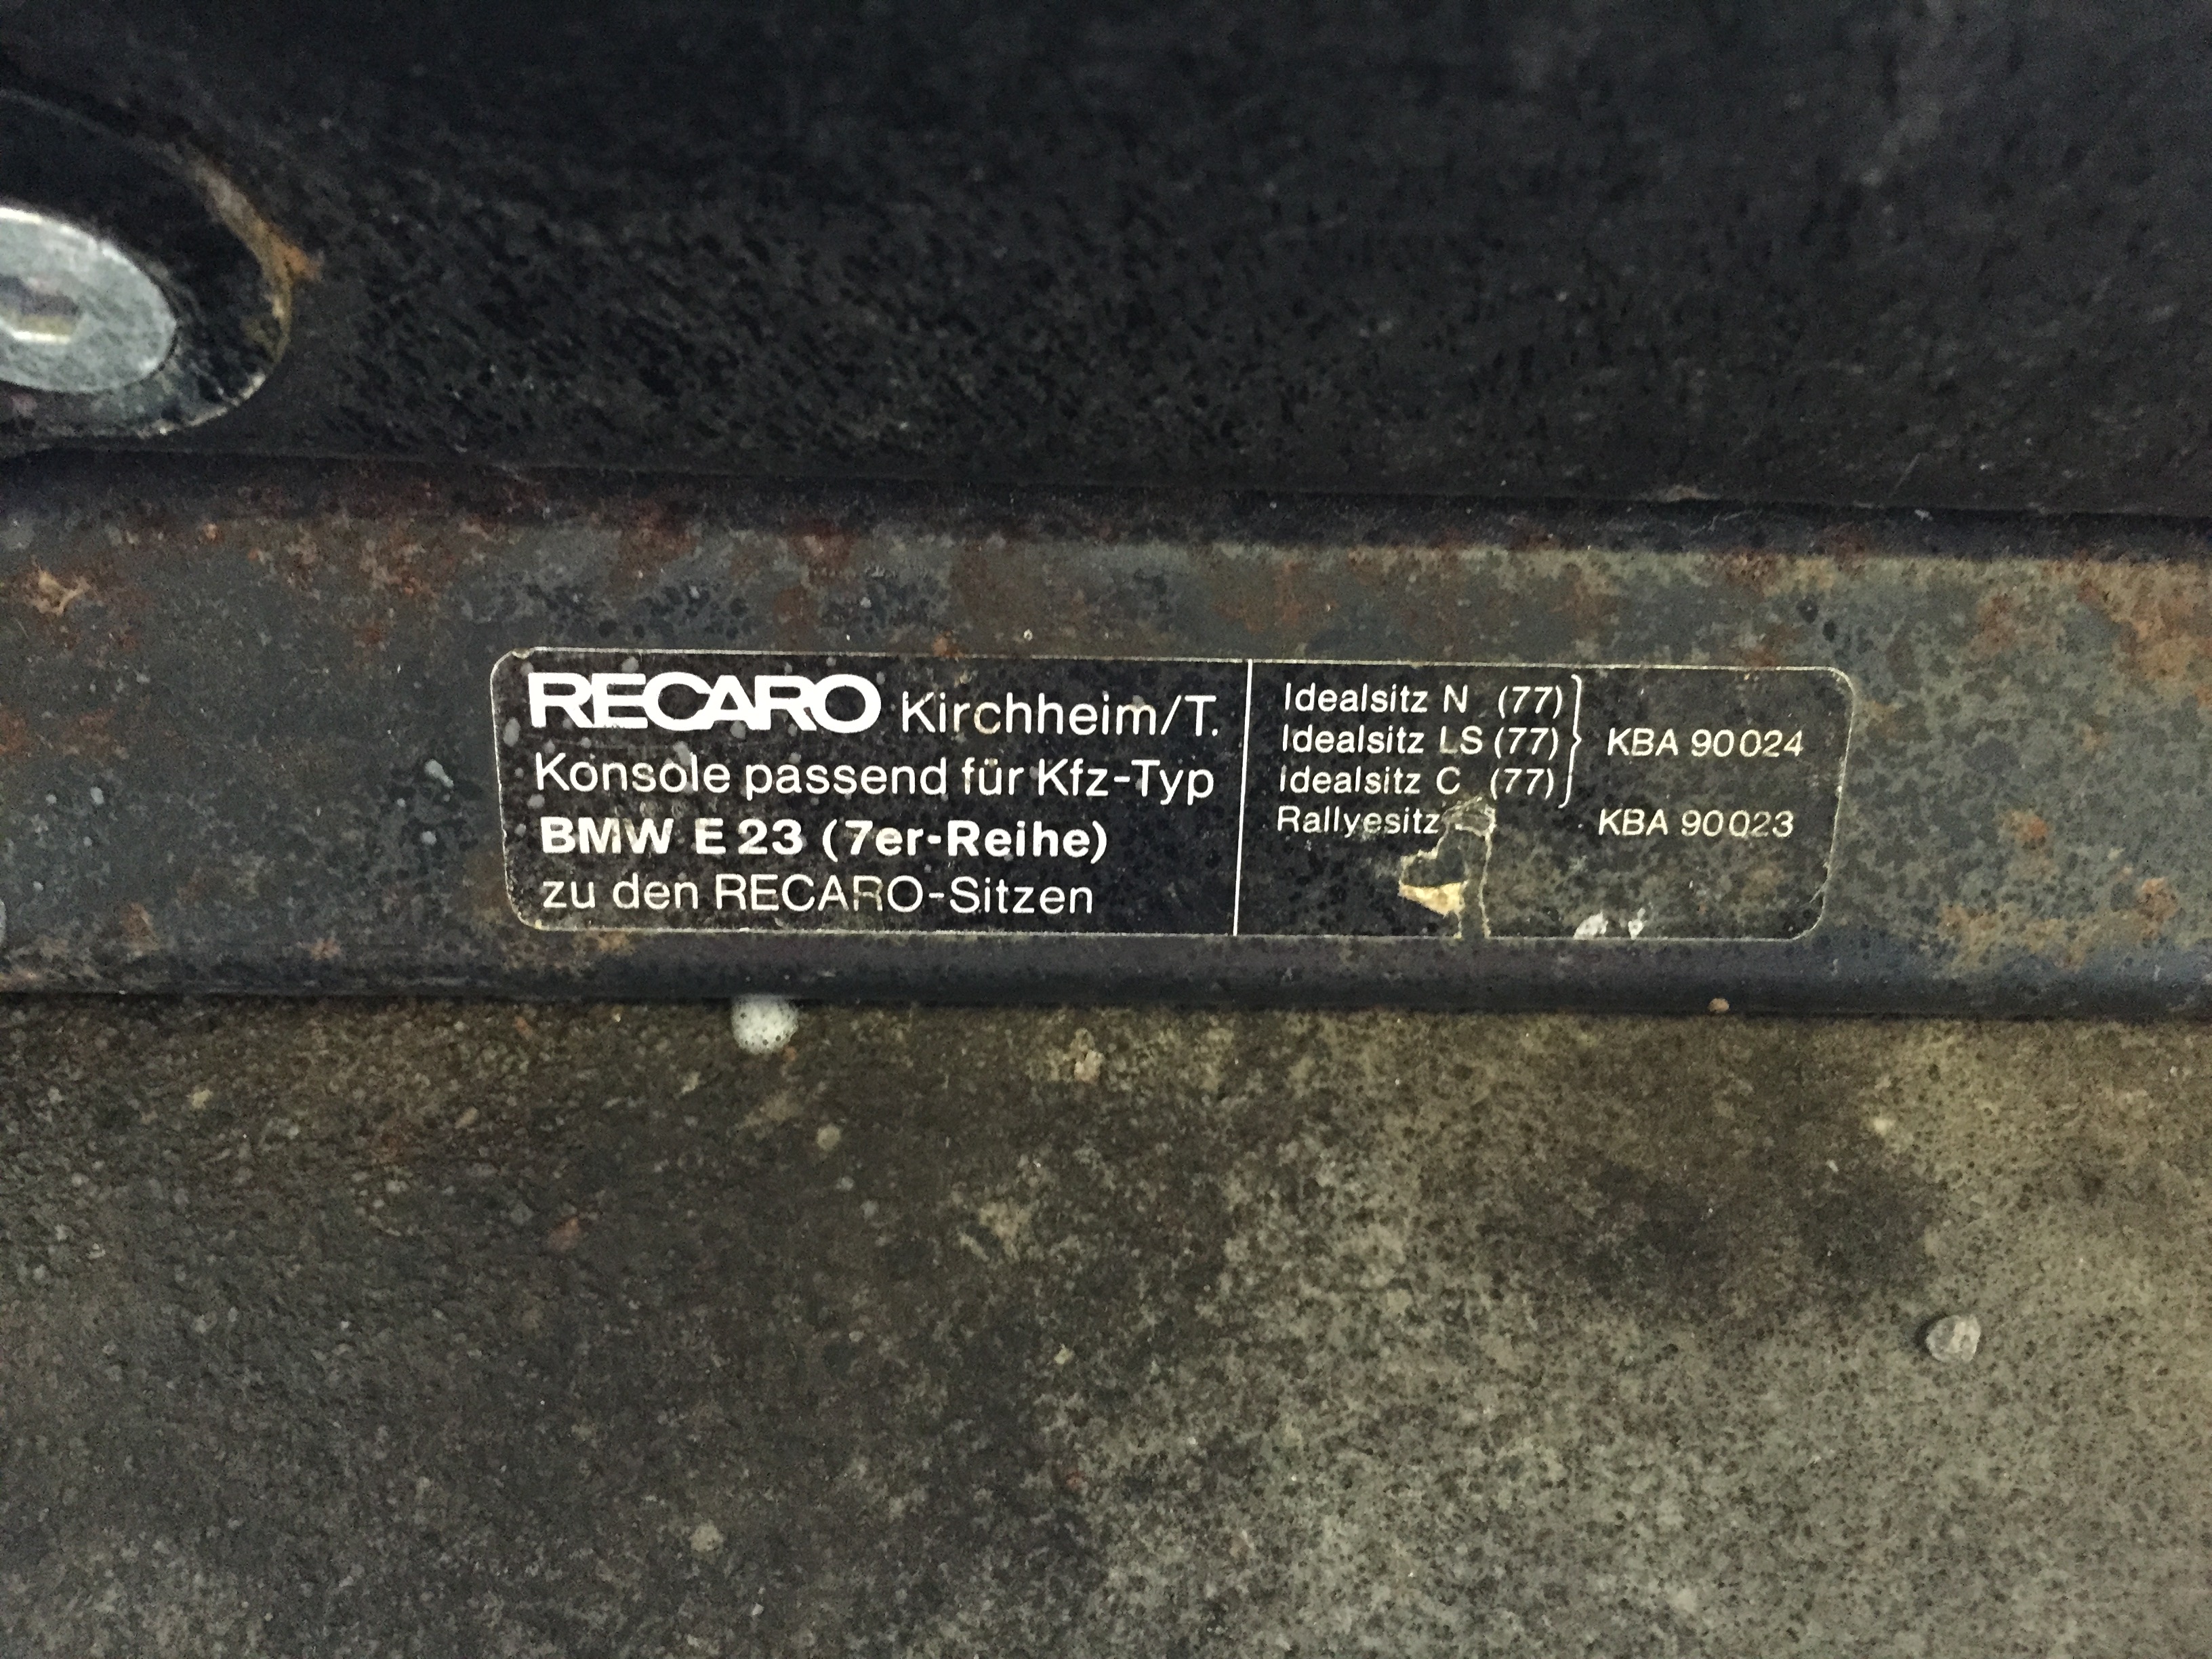 RECARO Kirchheim/T.
Konsole passend für Kfz-Typ
BMW E 23 (7er-Reihe)
zu den RECARO-Sitzen
Idealsitz N (77)
Idealsitz LS (77)
Idealsitz C (77)
KBA 90024
Rallyesitz KBA 90023